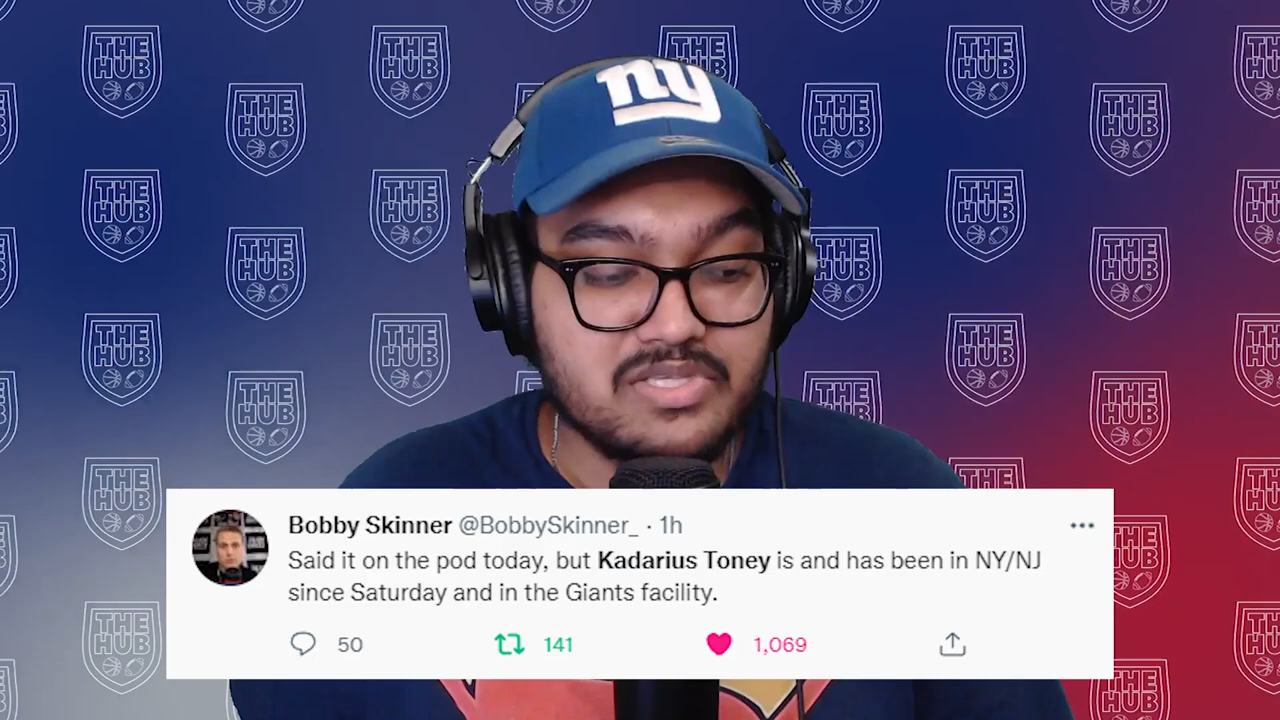 THE HUB
ny
Bobby Skinner @BobbySkinner_ · 1h
Said it on the pod today, but Kadarius Toney is and has been in NY/NJ
since Saturday and in the Giants facility.
50 141 1,069